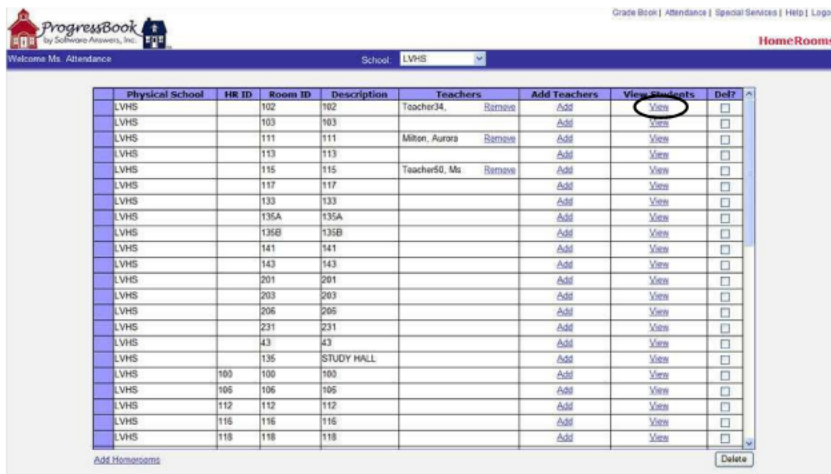 Grade Book | Attendance | Special Services | Help | Logo
ProgressBook
by Software Answers, Inc.
HomeRooms
Welcome Ms. Attendance School: LVHS
Physical School HR ID Room ID Description Teachers Add Teachers View Students Del?
LVHS 102 102 Teacher34, Remove Add View
LVHS 103 103 Add View
LVHS 111 111 Milton, Aurora Remove Add View
LVHS 113 113 Add View
LVHS 115 115 Teacher50, Ms. Remove Add View
LVHS 117 117 Add View
LVHS 133 133 Add View
LVHS 135A 135A Add View
LVHS 135B 135B Add View
LVHS 141 141 Add View
LVHS 143 143 Add View
LVHS 201 201 Add View
LVHS 203 203 Add View
LVHS 206 206 Add View
LVHS 231 231 Add View
LVHS 43 43 Add View
LVHS 135 STUDY HALL Add View
LVHS 100 100 100 Add View
LVHS 106 106 106 Add View
LVHS 112 112 112 Add View
LVHS 116 116 116 Add View
LVHS 118 118 118 Add View
Add Homerooms Delete